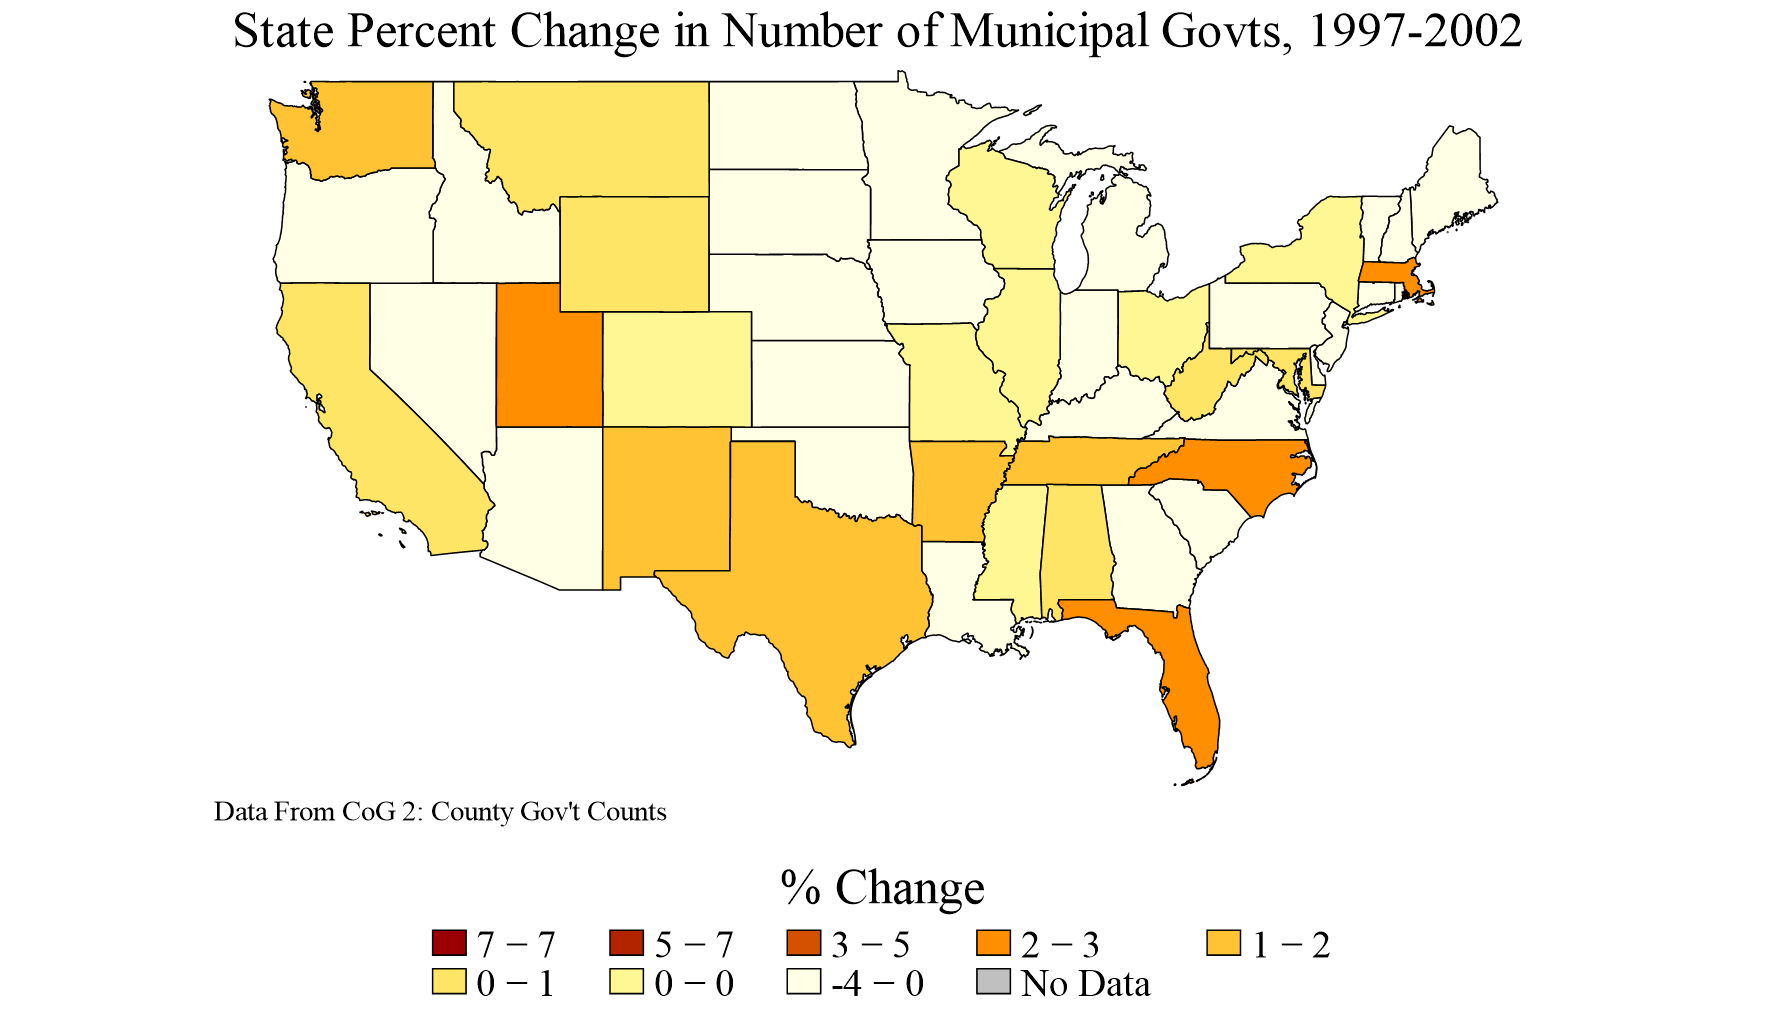 State Percent Change in Number of Municipal Govts, 1997-2002
Data From CoG 2: County Gov't Counts
% Change
7 – 7 5 – 7 3 – 5 2 – 3 1 – 2
0 – 1 0 – 0 -4 – 0 No Data